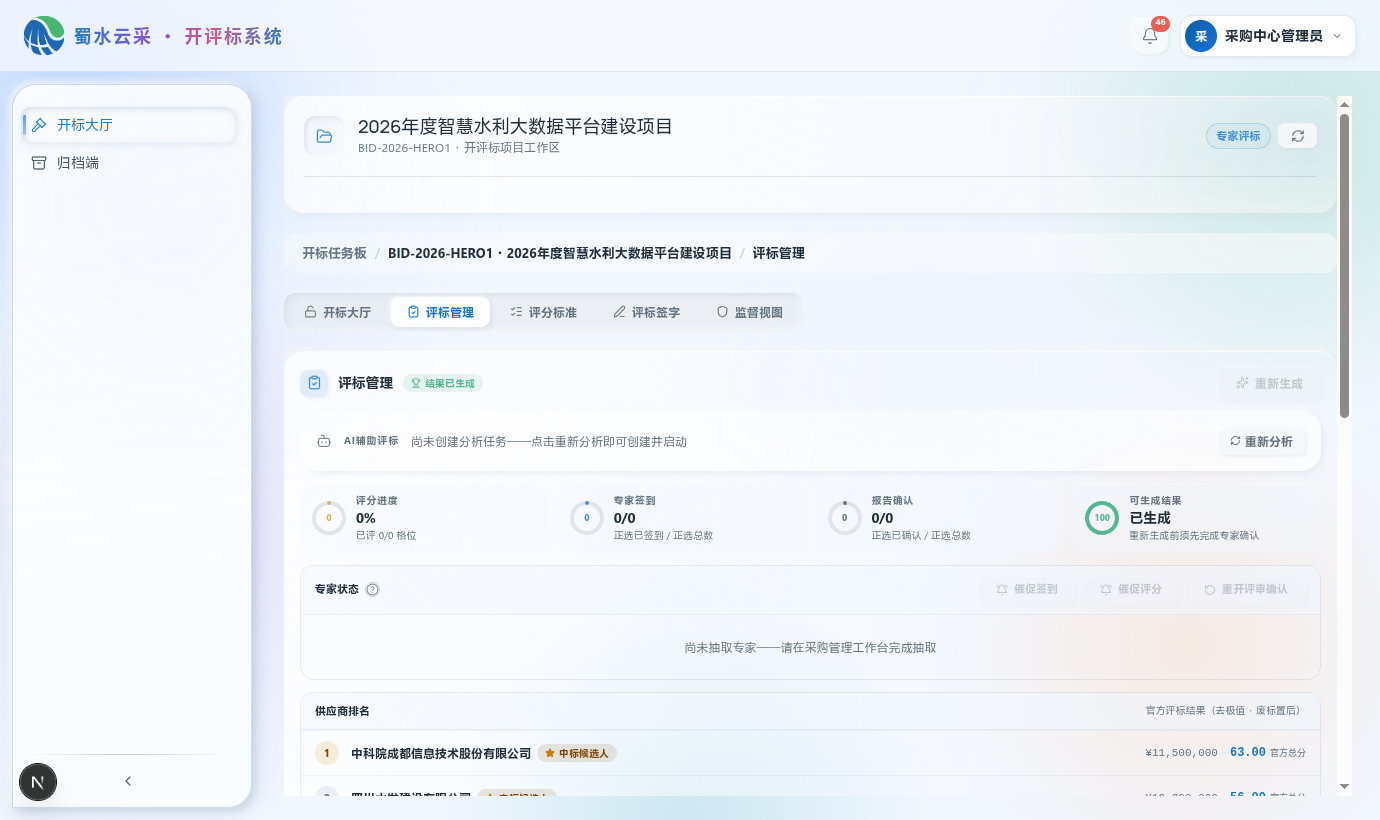 蜀水云采 · 开评标系统
46
采 采购中心管理员
开标大厅
归档端
2026年度智慧水利大数据平台建设项目
BID-2026-HERO1 · 开评标项目工作区
专家评标
开标任务板 / BID-2026-HERO1 · 2026年度智慧水利大数据平台建设项目 / 评标管理
开标大厅 评标管理 评分标准 评标签字 监督视图
评标管理 结果已生成 重新生成
AI辅助评标 尚未创建分析任务——点击重新分析即可创建并启动 重新分析
0 评分进度
0%
已评 0/0 格位
0 专家签到
0/0
正选已签到 / 正选总数
0 报告确认
0/0
正选已确认 / 正选总数
100 可生成结果
已生成
重新生成前须先完成专家确认
专家状态 催促签到 催促评分 重开评审确认
尚未抽取专家——请在采购管理工作台完成抽取
供应商排名 官方评标结果（去极值 · 废标置后）
1 中科院成都信息技术股份有限公司 中标候选人 ¥11,500,000 63.00 官方总分
N